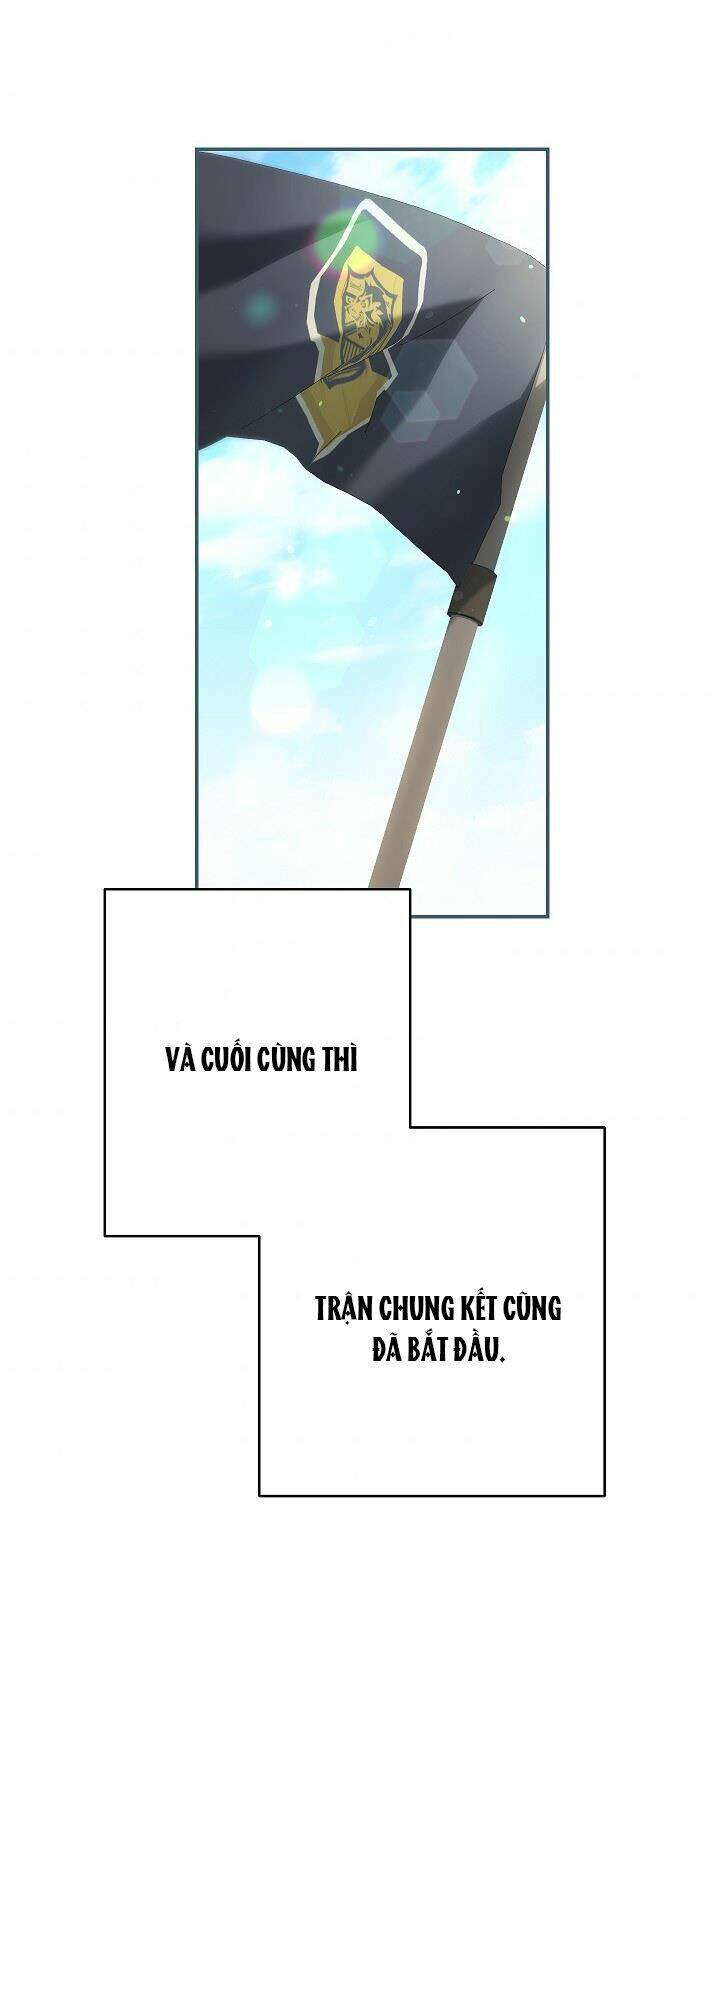 VÀ CUỐI CÙNG THÌ
TRẬN CHUNG KẾT CŨNG
ĐÃ BẮT ĐẦU.